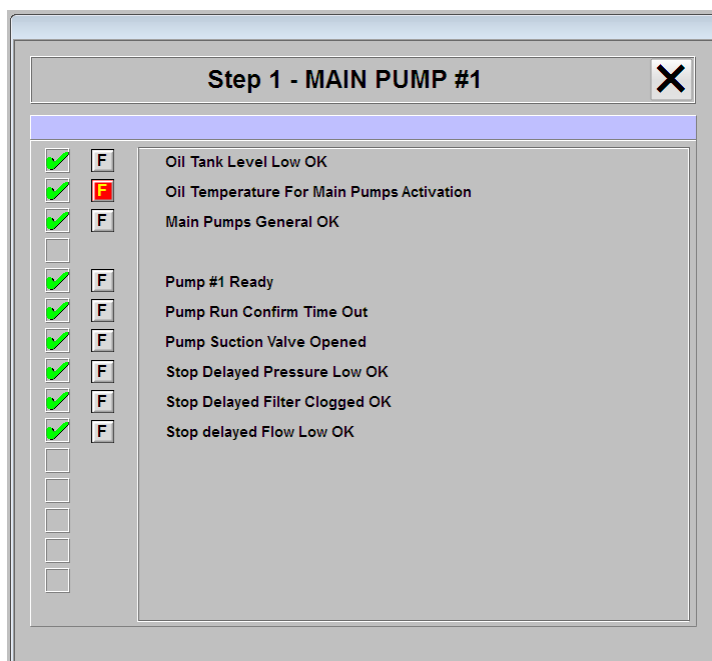 Step 1 - MAIN PUMP #1
F Oil Tank Level Low OK
F Oil Temperature For Main Pumps Activation
F Main Pumps General OK
F Pump #1 Ready
F Pump Run Confirm Time Out
F Pump Suction Valve Opened
F Stop Delayed Pressure Low OK
F Stop Delayed Filter Clogged OK
F Stop delayed Flow Low OK